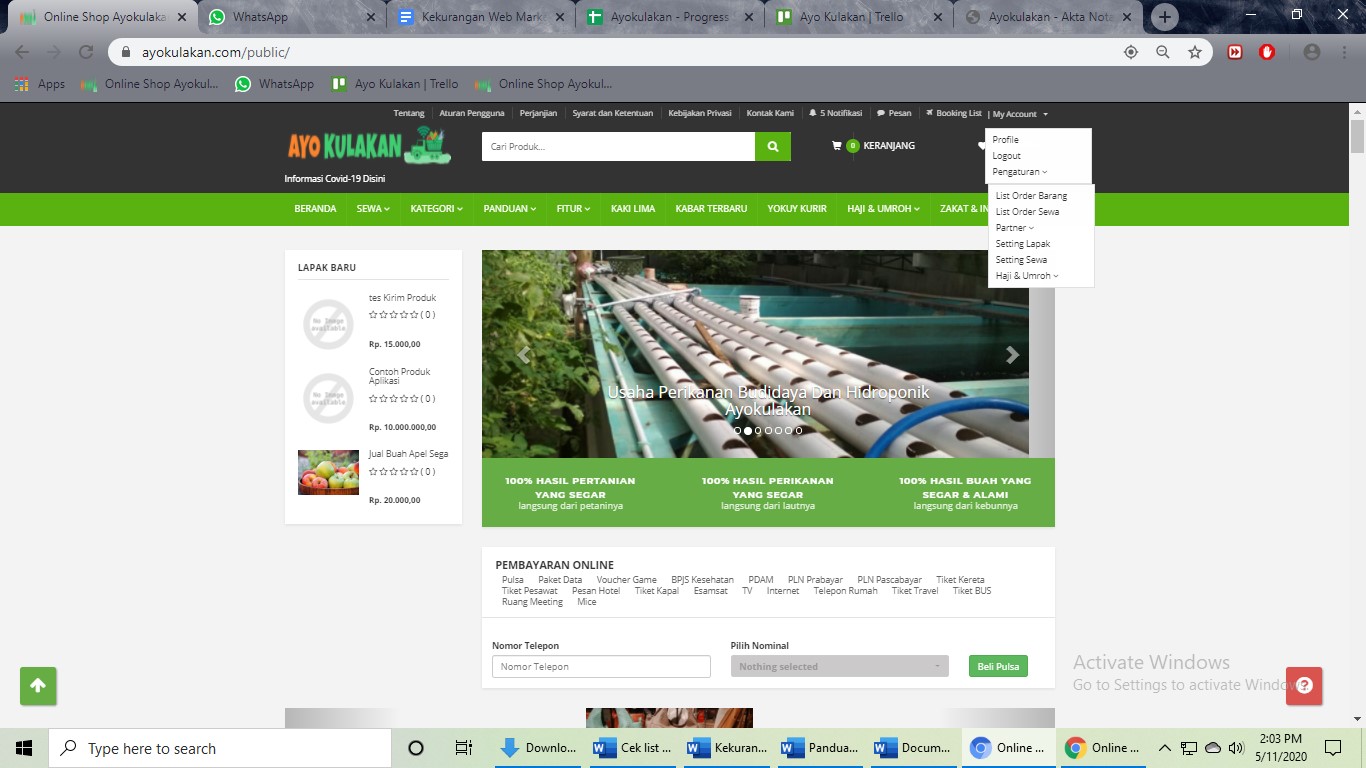 Online Shop Ayokulaka
WhatsApp
Kekurangan Web Mark
Ayokulakan - Progress
Ayo Kulakan | Trello
Ayokulakan - Akta Nota
ayokulakan.com/public/
Apps
Online Shop Ayokul...
WhatsApp
Ayo Kulakan | Trello
Online Shop Ayokul...
Tentang
Aturan Pengguna
Perjanjian
Syarat dan Ketentuan
Kebijakan Privasi
Kontak Kami
5 Notifikasi
Pesan
Booking List
| My Account
AYO KULAKAN
Cari Produk...
0 KERANJANG
Profile
Logout
Pengaturan
Informasi Covid-19 Disini
BERANDA
SEWA
KATEGORI
PANDUAN
FITUR
KAKI LIMA
KABAR TERBARU
YOKUY KURIR
HAJI & UMROH
ZAKAT & IN
List Order Barang
List Order Sewa
Partner
Setting Lapak
Setting Sewa
Haji & Umroh
LAPAK BARU
No Image
available
tes Kirim Produk
( 0 )
Rp. 15.000,00
No Image
available
Contoh Produk
Aplikasi
( 0 )
Rp. 10.000.000,00
Jual Buah Apel Sega
( 0 )
Rp. 20.000,00
Usaha Perikanan Budidaya Dan Hidroponik
Ayokulakan
100% HASIL PERTANIAN
YANG SEGAR
langsung dari petaninya
100% HASIL PERIKANAN
YANG SEGAR
langsung dari lautnya
100% HASIL BUAH YANG
SEGAR & ALAMI
langsung dari kebunnya
PEMBAYARAN ONLINE
Pulsa Paket Data Voucher Game BPJS Kesehatan PDAM PLN Prabayar PLN Pascabayar Tiket Kereta
Tiket Pesawat Pesan Hotel Tiket Kapal Esamsat TV Internet Telepon Rumah Tiket Travel Tiket BUS
Ruang Meeting Mice
Nomor Telepon
Nomor Telepon
Pilih Nominal
Nothing selected
Beli Pulsa
Activate Windows
Go to Settings to activate Windows.
Type here to search
Downlo...
Cek list ...
Kekuran...
Pandua...
Docum...
Online ...
Online ...
2:03 PM
5/11/2020